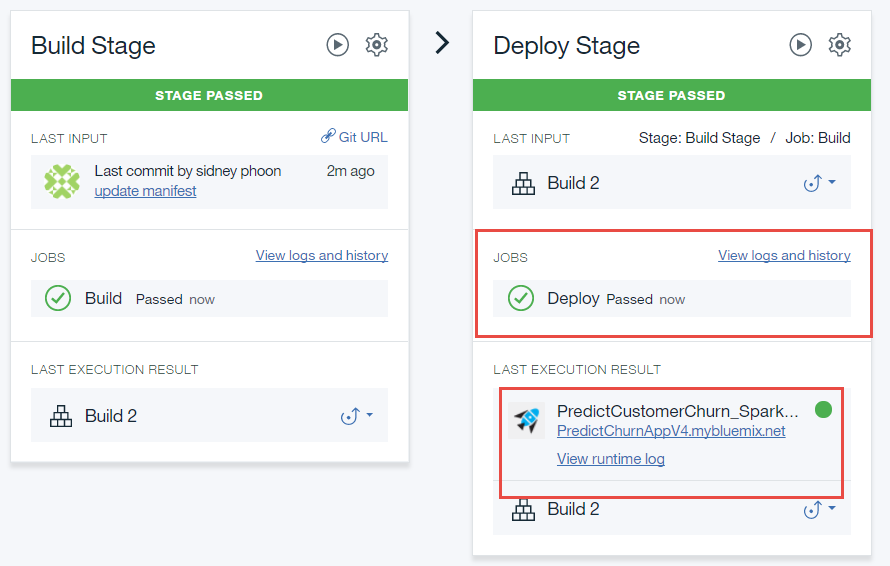 Build Stage
STAGE PASSED
LAST INPUT
Git URL
Last commit by sidney phoon 2m ago
update manifest
JOBS
View logs and history
Build Passed now
LAST EXECUTION RESULT
Build 2
Deploy Stage
STAGE PASSED
LAST INPUT
Stage: Build Stage / Job: Build
Build 2
JOBS
View logs and history
Deploy Passed now
LAST EXECUTION RESULT
PredictCustomerChurn_Spark...
PredictChurnAppV4.mybluemix.net
View runtime log
Build 2